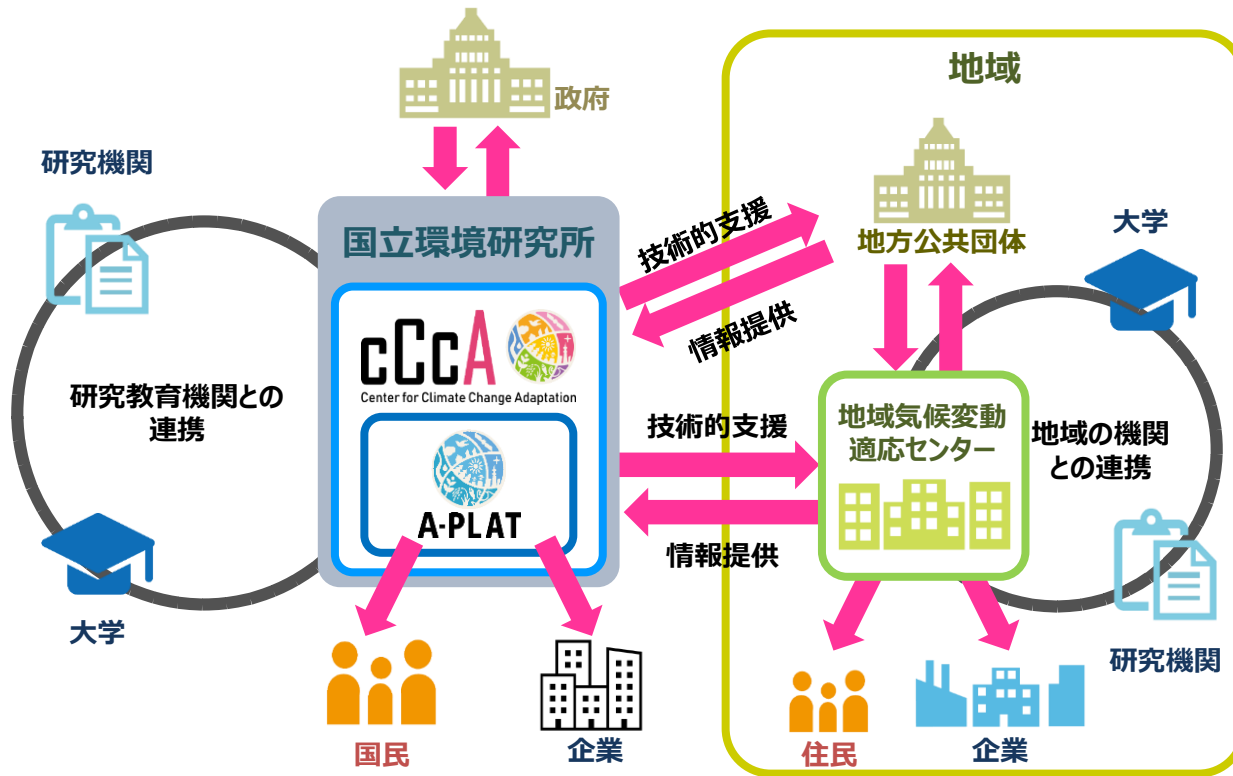 政府
地域
研究機関
国立環境研究所
技術的支援
情報提供
地方公共団体
大学
cCcA
Center for Climate Change Adaptation
研究教育機関との
連携
A-PLAT
技術的支援
情報提供
地域気候変動
適応センター
地域の機関
との連携
大学
国民
企業
住民
企業
研究機関